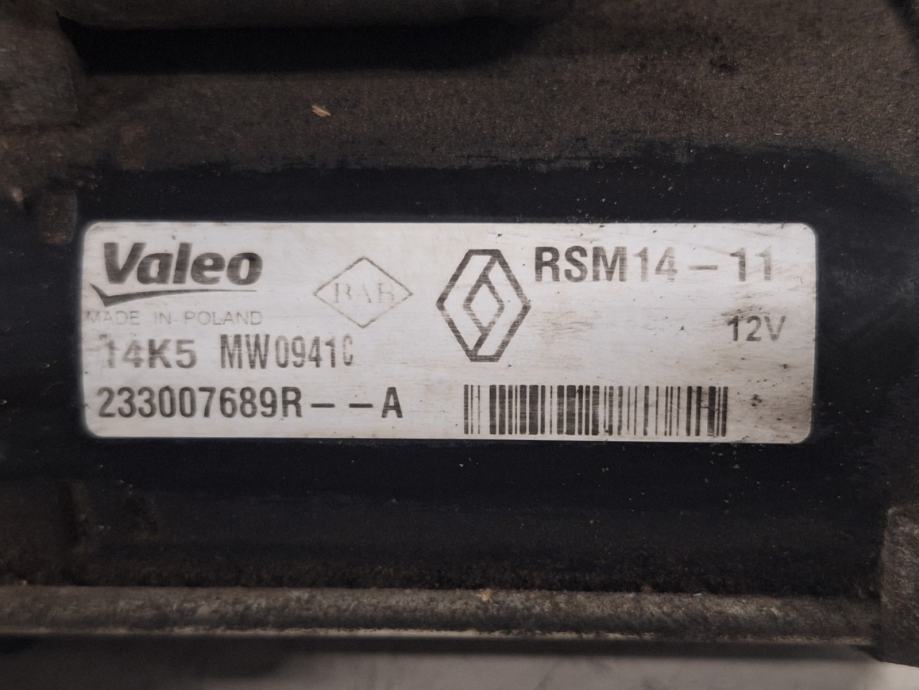 Valeo
MADE IN POLAND
14K5 MW0941C
233007689R--A
RSM14-11
12V